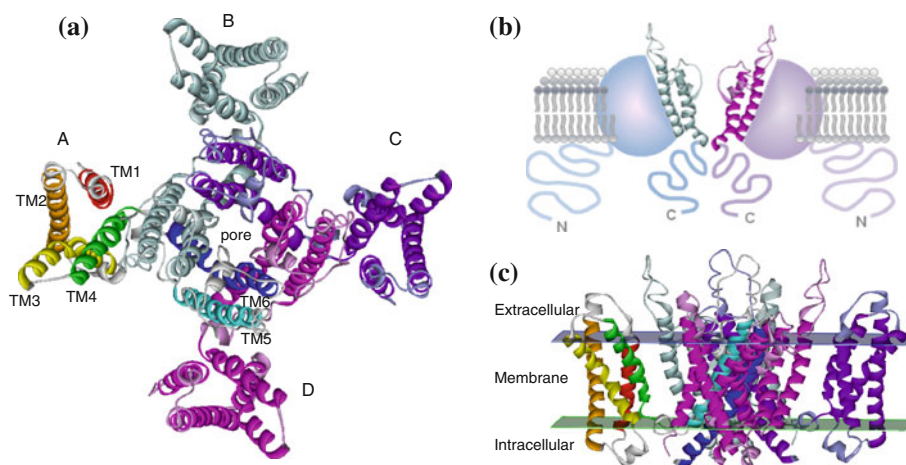 (a)
B
A
C
TM1
TM2
pore
TM3
TM4
TM6
TM5
D
(b)
N
C
C
N
(c)
Extracellular
Membrane
Intracellular